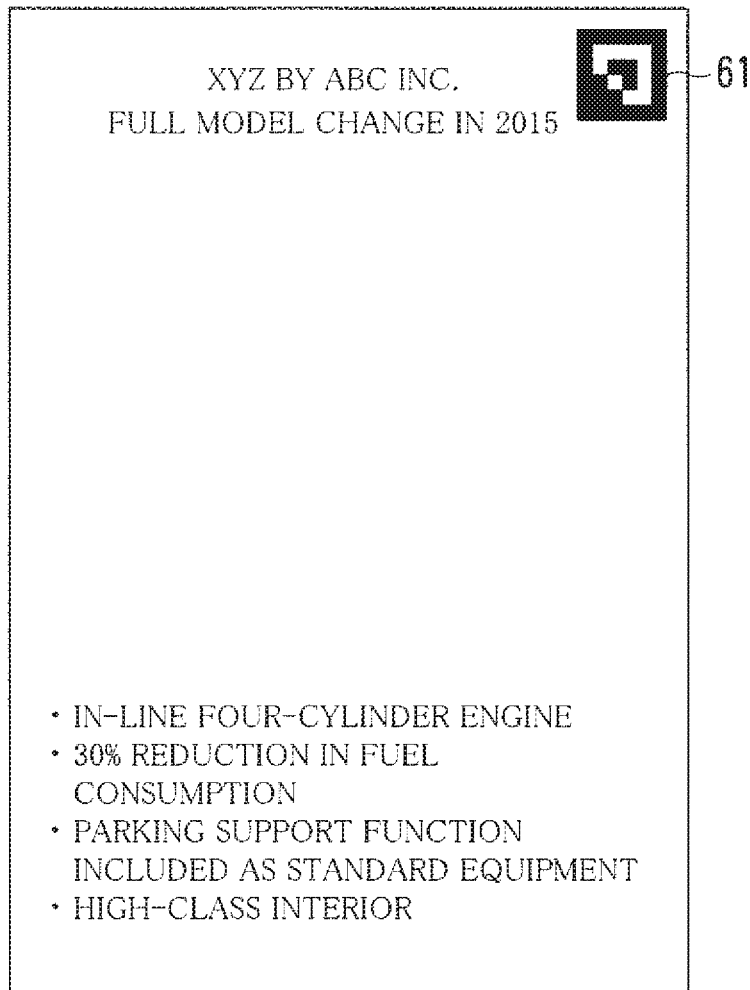 XYZ BY ABC INC.
61
FULL MODEL CHANGE IN 2015
・IN-LINE FOUR-CYLINDER ENGINE
・30% REDUCTION IN FUEL
CONSUMPTION
・PARKING SUPPORT FUNCTION
INCLUDED AS STANDARD EQUIPMENT
・HIGH-CLASS INTERIOR